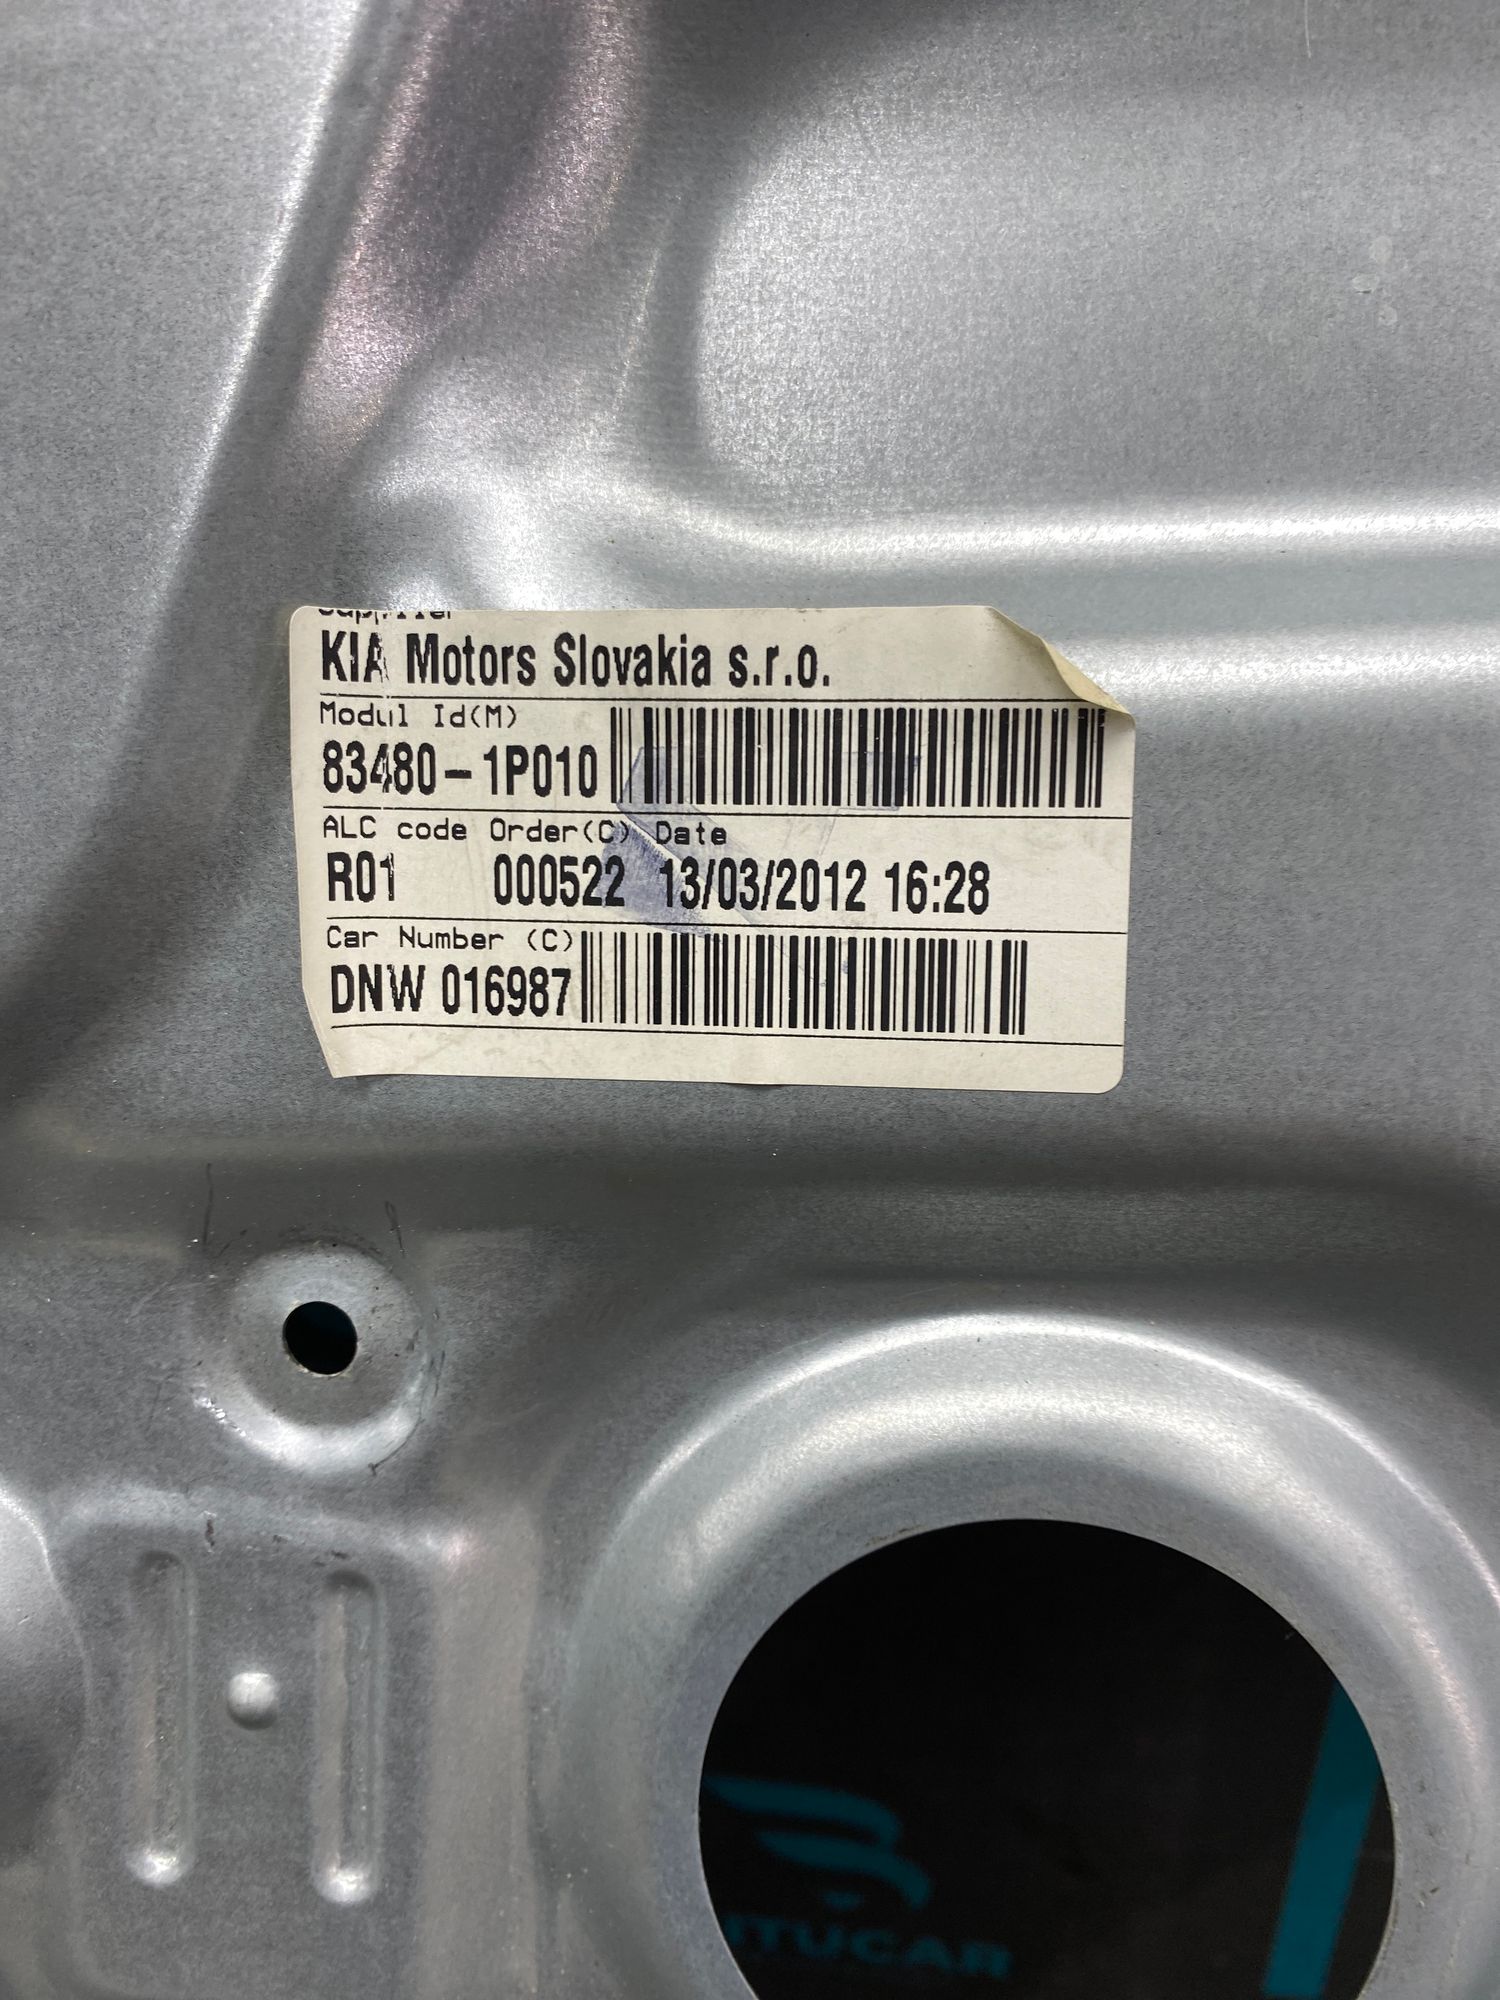 Supplier
KIA Motors Slovakia s.r.o.
Modul Id(M)
83480-1P010
ALC code Order(C) Date
R01 000522 13/03/2012 16:28
Car Number (C)
DNW 016987